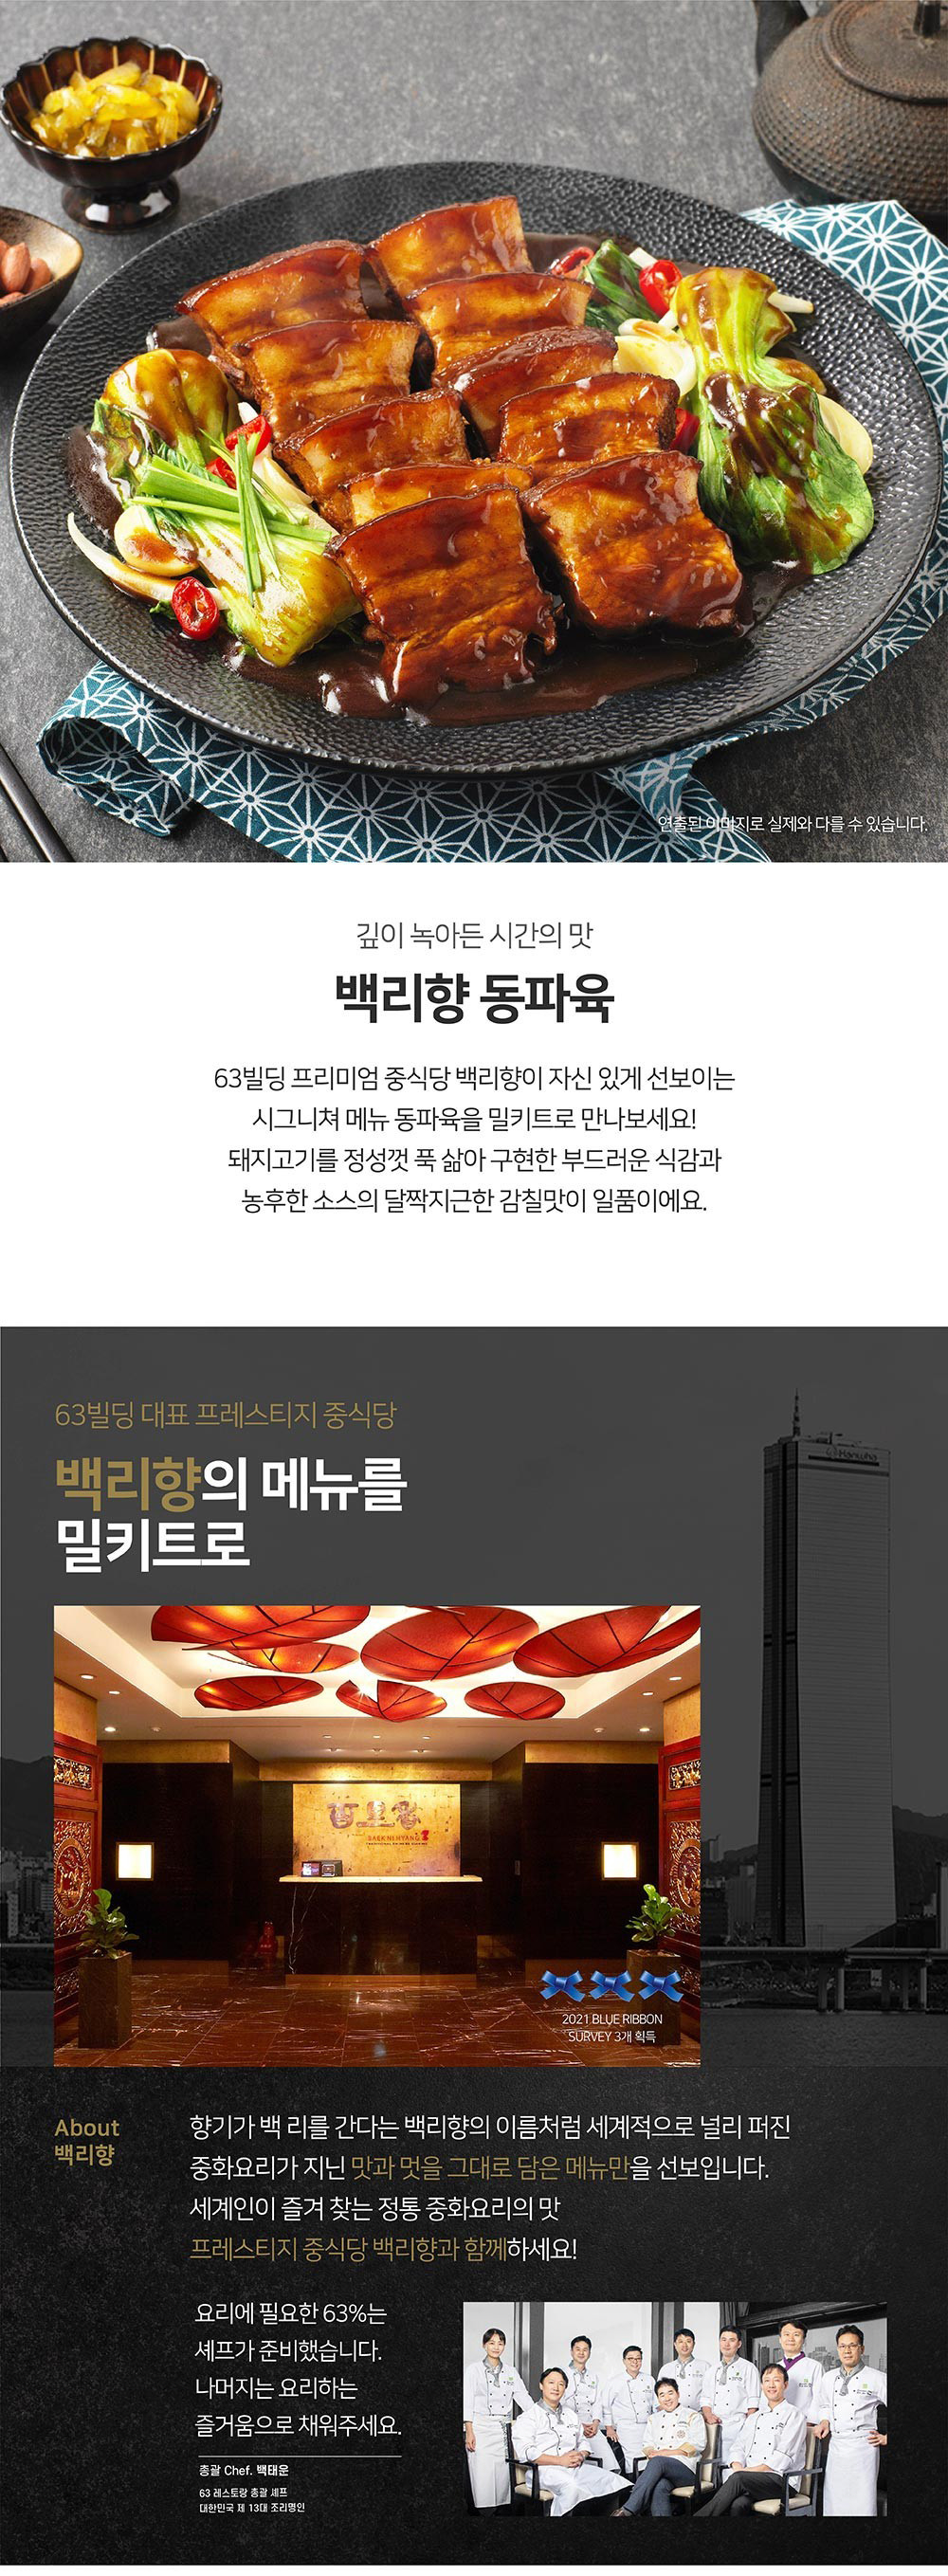 연출된 이미지로 실제와 다를 수 있습니다.
깊이 녹아든 시간의 맛
백리향 동파육
63빌딩 프리미엄 중식당 백리향이 자신 있게 선보이는
시그니쳐 메뉴 동파육을 밀키트로 만나보세요!
돼지고기를 정성껏 푹 삶아 구현한 부드러운 식감과
농후한 소스의 달짝지근한 감칠맛이 일품이에요.
63빌딩 대표 프레스티지 중식당
백리향의 메뉴를
밀키트로
Hanwha
백리향
BAEK NI HYANG
2021 BLUE RIBBON
SURVEY 3개 획득
About
백리향
향기가 백 리를 간다는 백리향의 이름처럼 세계적으로 널리 퍼진
중화요리가 지닌 맛과 멋을 그대로 담은 메뉴만을 선보입니다.
세계인이 즐겨 찾는 정통 중화요리의 맛
프레스티지 중식당 백리향과 함께하세요!
요리에 필요한 63%는
셰프가 준비했습니다.
나머지는 요리하는
즐거움으로 채워주세요.
총괄 Chef. 백태운
63 레스토랑 총괄 셰프
대한민국 제 13대 조리명인